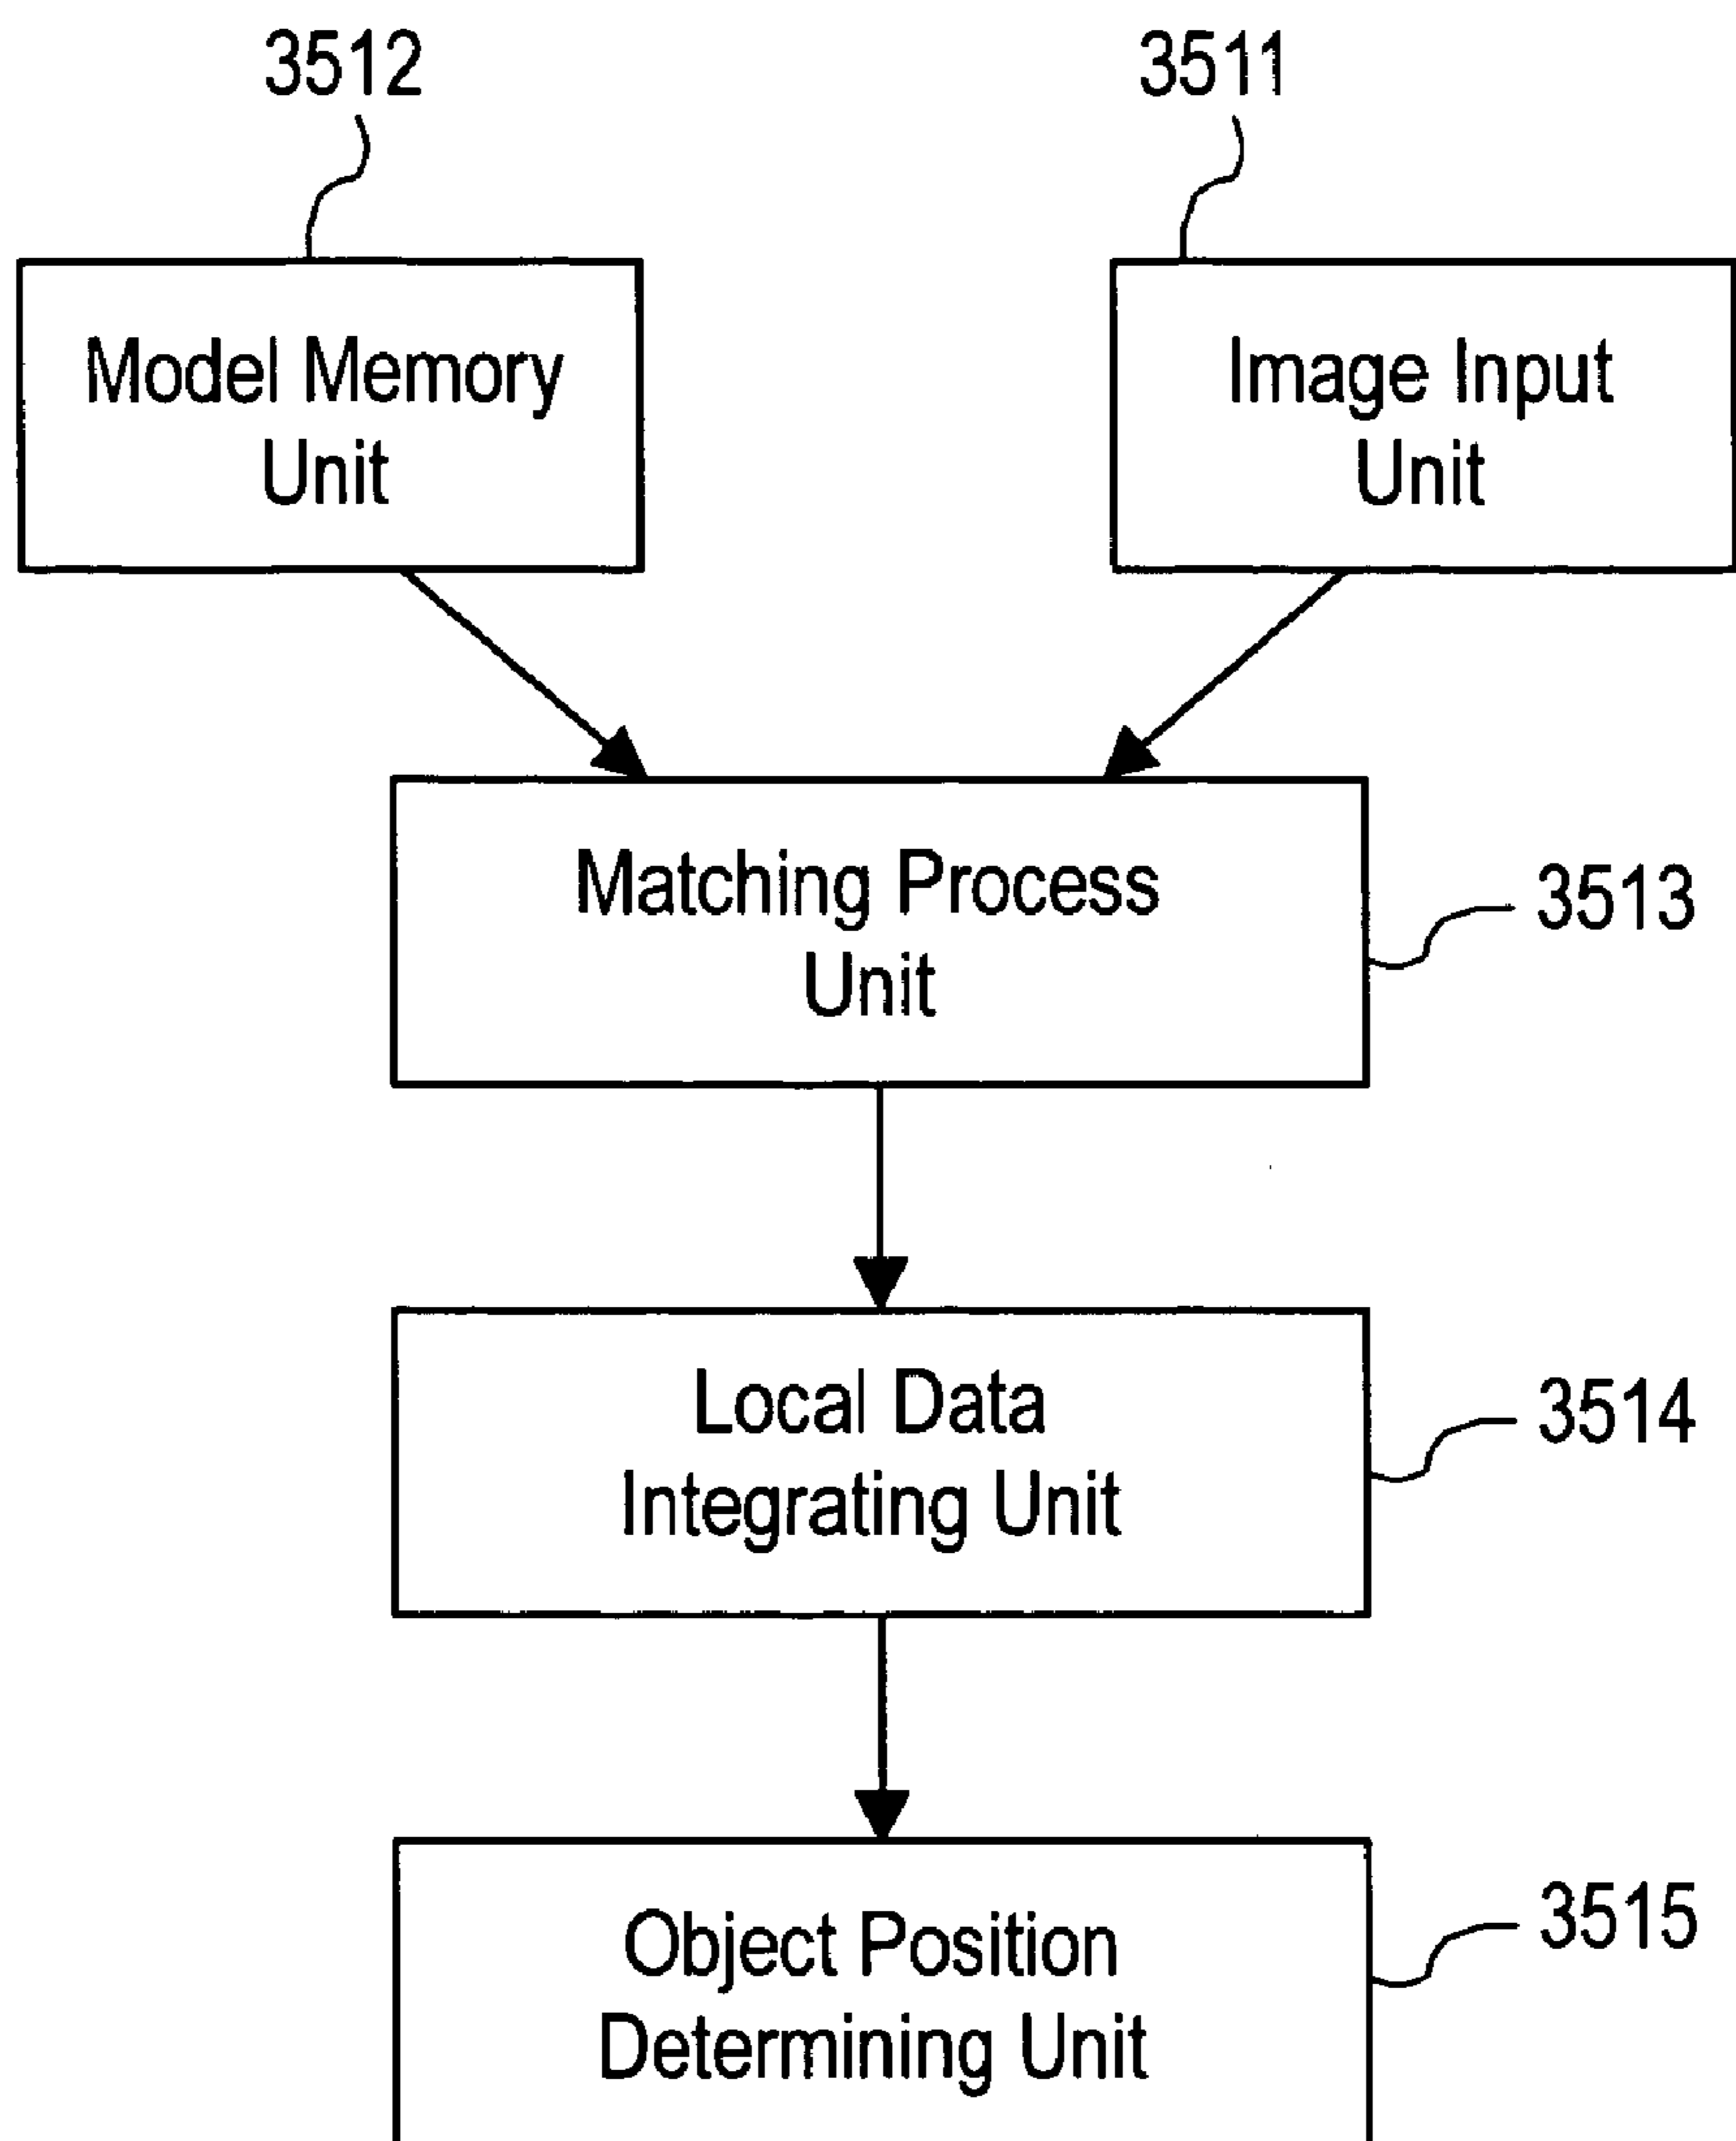 3512
3511
Model Memory
Unit
Image Input
Unit
Matching Process
Unit
3513
Local Data
Integrating Unit
3514
Object Position
Determining Unit
3515